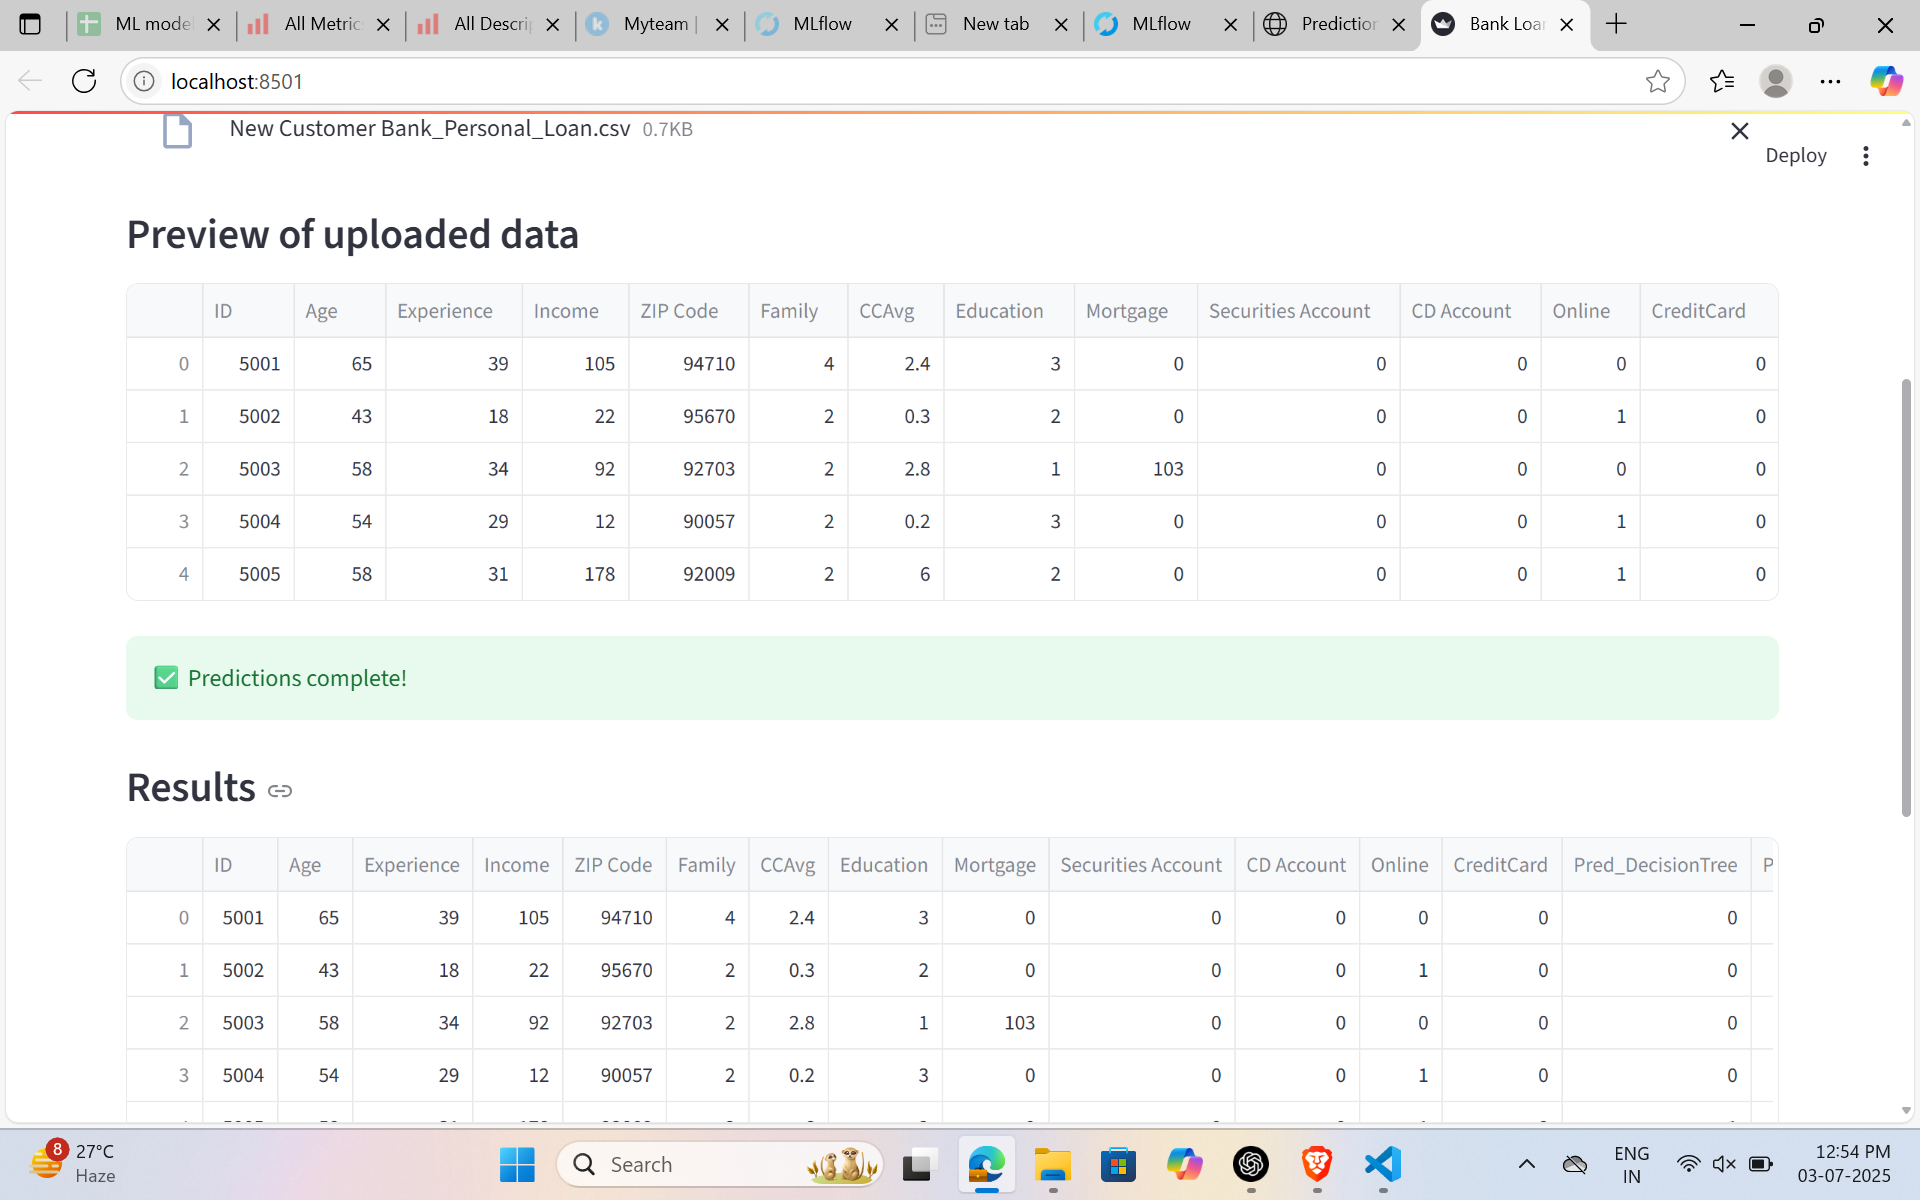 ML model
All Metric
All Descrip
Myteam |
MLflow
New tab
MLflow
Prediction
Bank Loan
localhost:8501
New Customer Bank_Personal_Loan.csv 0.7KB
Deploy
Preview of uploaded data
ID Age Experience Income ZIP Code Family CCAvg Education Mortgage Securities Account CD Account Online CreditCard
0 5001 65 39 105 94710 4 2.4 3 0 0 0 0 0
1 5002 43 18 22 95670 2 0.3 2 0 0 0 1 0
2 5003 58 34 92 92703 2 2.8 1 103 0 0 0 0
3 5004 54 29 12 90057 2 0.2 3 0 0 0 1 0
4 5005 58 31 178 92009 2 6 2 0 0 0 1 0
Predictions complete!
Results
ID Age Experience Income ZIP Code Family CCAvg Education Mortgage Securities Account CD Account Online CreditCard Pred_DecisionTree P
0 5001 65 39 105 94710 4 2.4 3 0 0 0 0 0 0
1 5002 43 18 22 95670 2 0.3 2 0 0 0 1 0 0
2 5003 58 34 92 92703 2 2.8 1 103 0 0 0 0 0
3 5004 54 29 12 90057 2 0.2 3 0 0 0 1 0 0
8
27°C
Haze
Search
ENG
IN
12:54 PM
03-07-2025